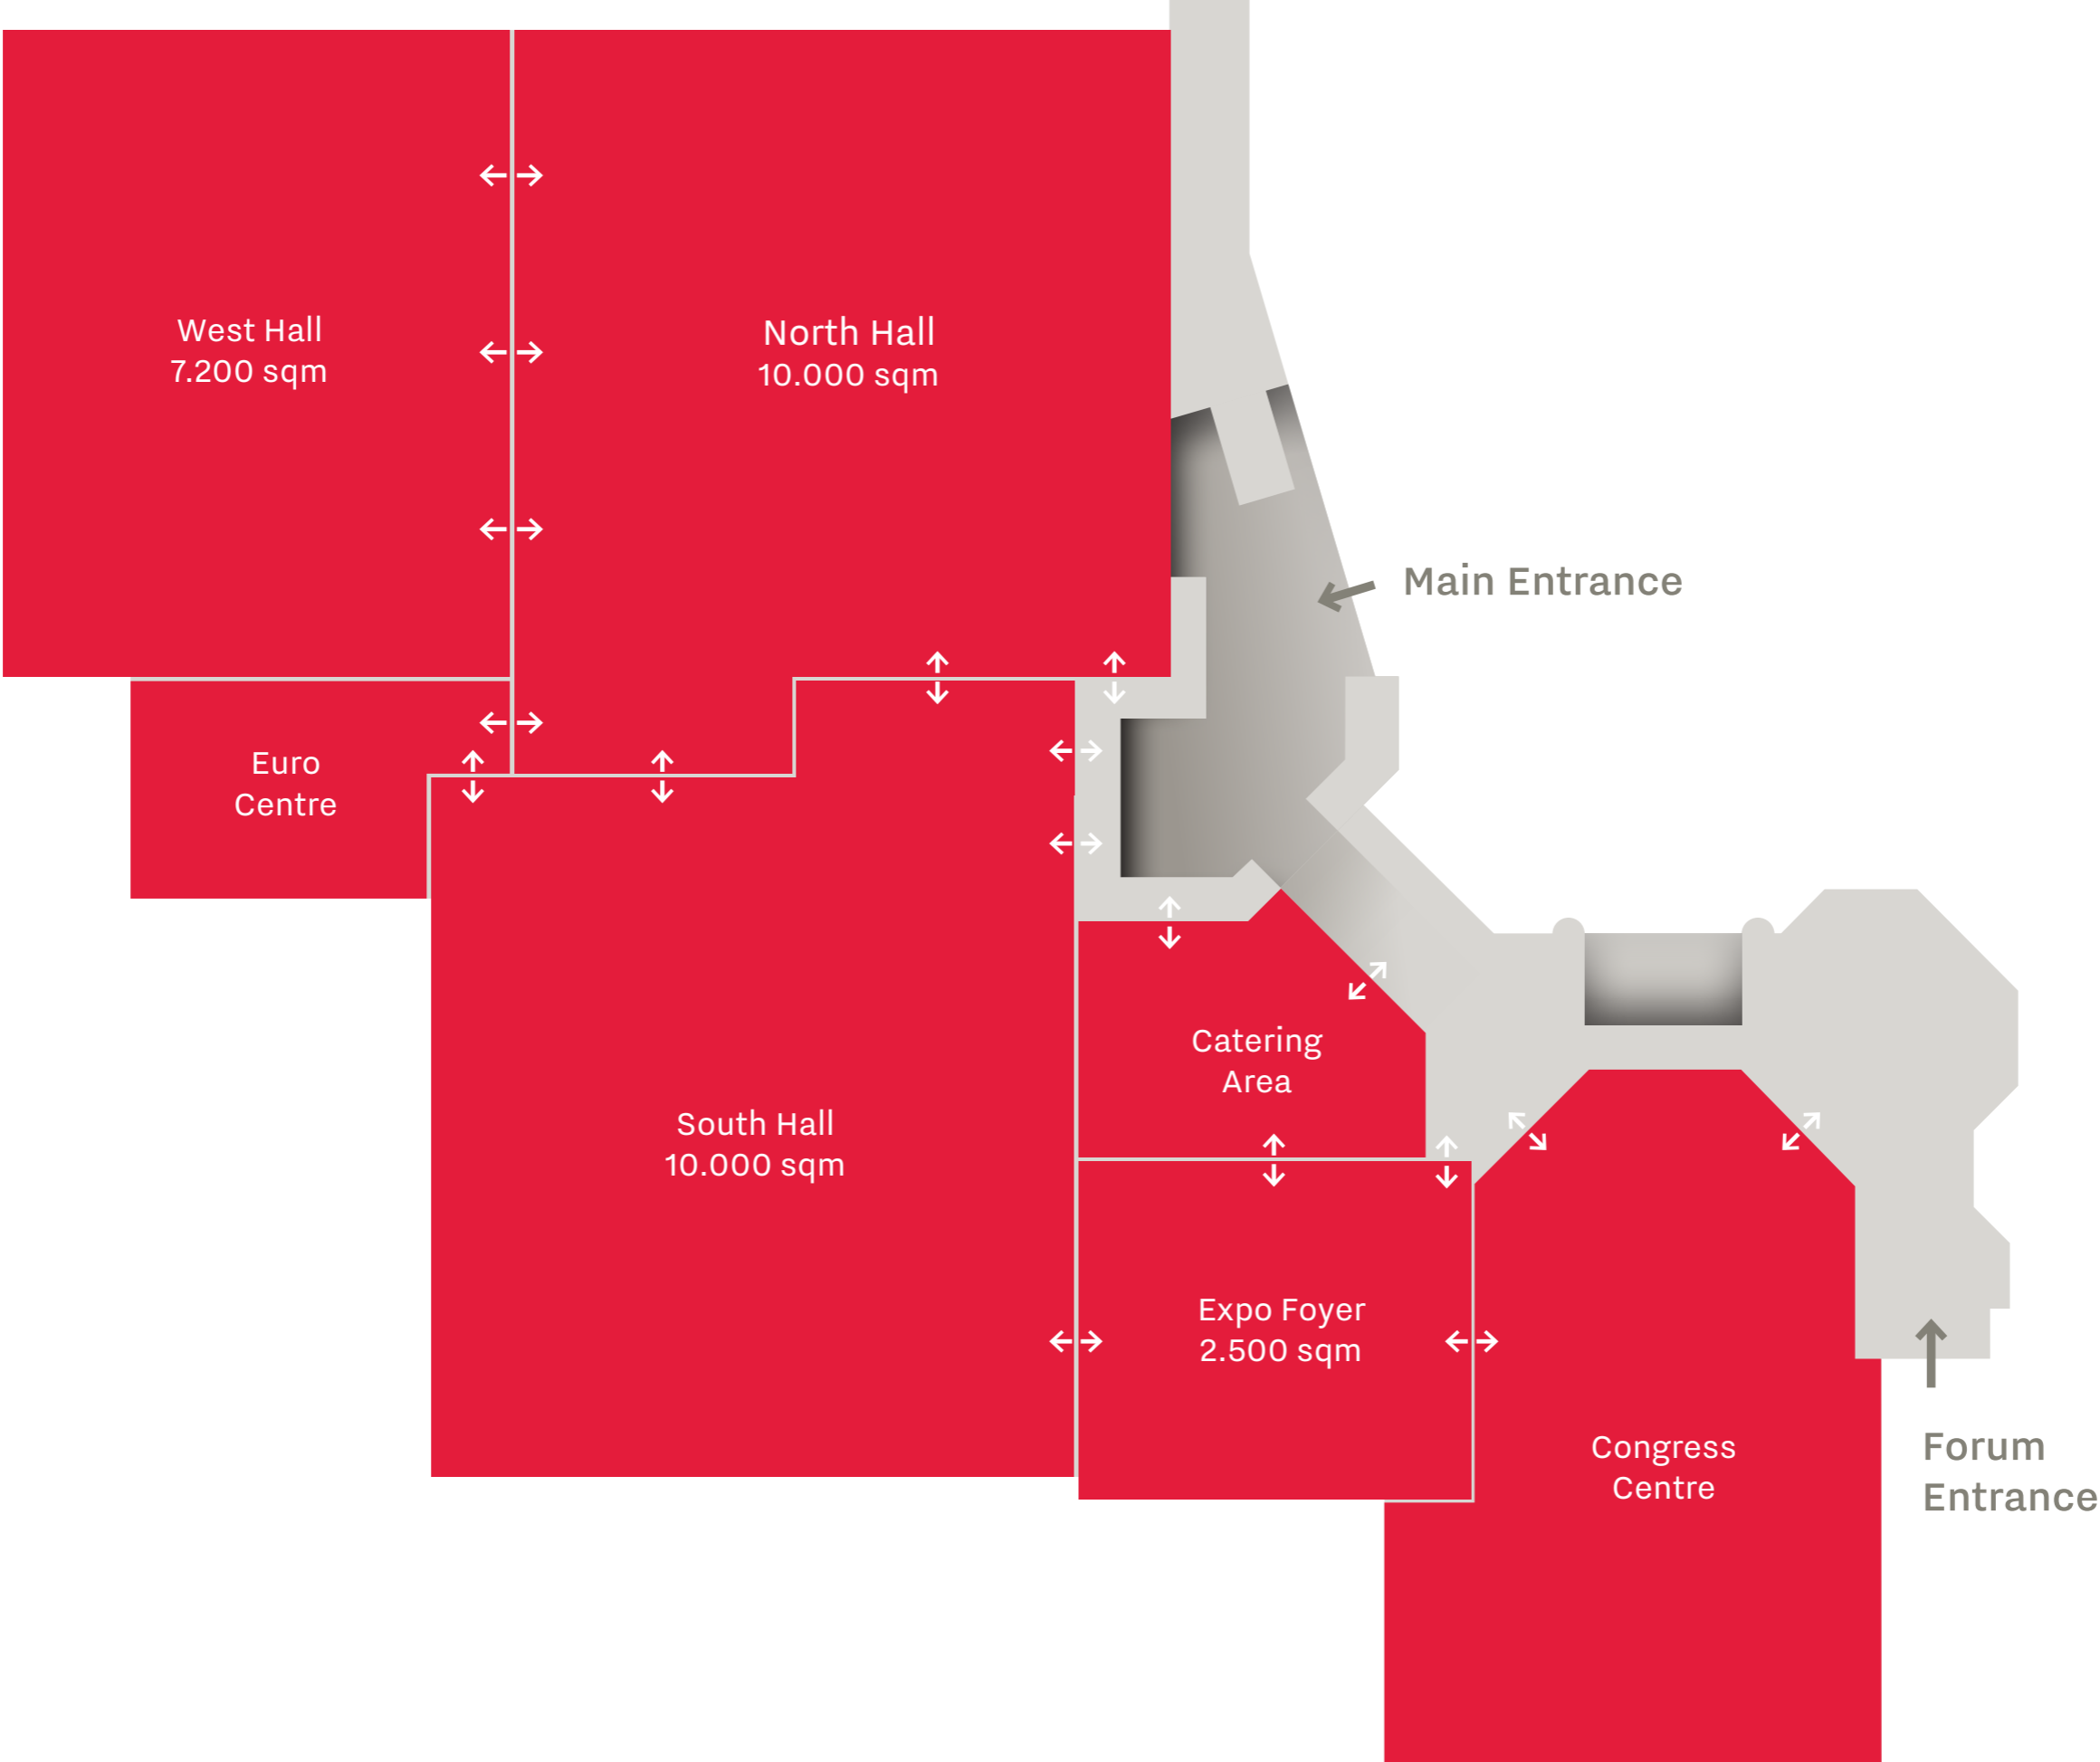 West Hall
7.200 sqm
North Hall
10.000 sqm
Main Entrance
Euro
Centre
Catering
Area
South Hall
10.000 sqm
Expo Foyer
2.500 sqm
Congress
Centre
Forum
Entrance